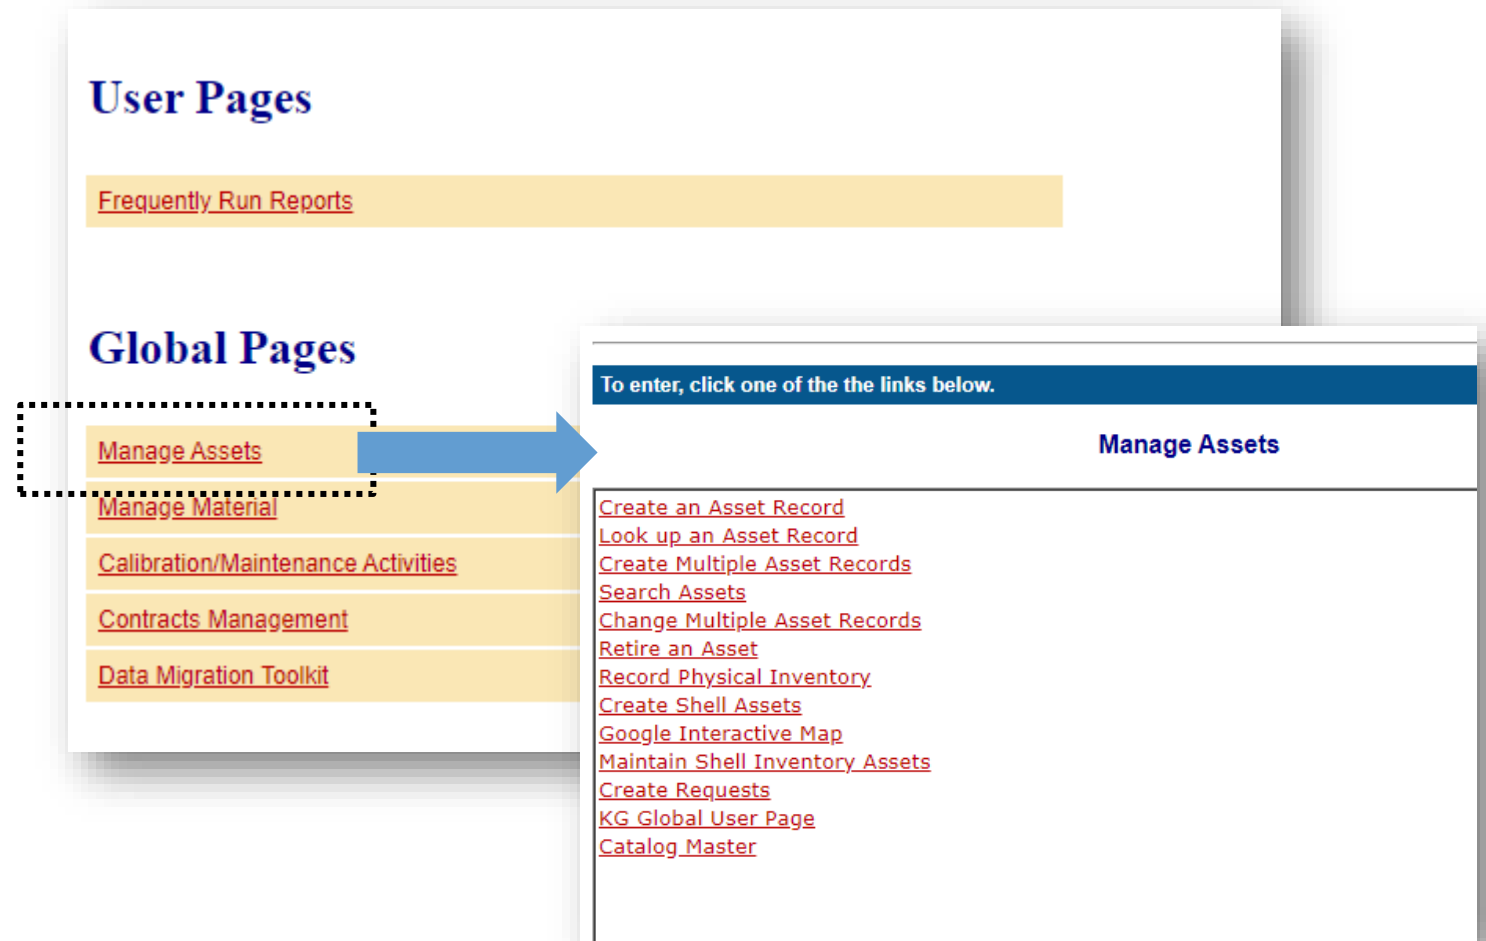 User Pages
Frequently Run Reports
Global Pages
Manage Assets
Manage Material
Calibration/Maintenance Activities
Contracts Management
Data Migration Toolkit
To enter, click one of the the links below.
Manage Assets
Create an Asset Record
Look up an Asset Record
Create Multiple Asset Records
Search Assets
Change Multiple Asset Records
Retire an Asset
Record Physical Inventory
Create Shell Assets
Google Interactive Map
Maintain Shell Inventory Assets
Create Requests
KG Global User Page
Catalog Master